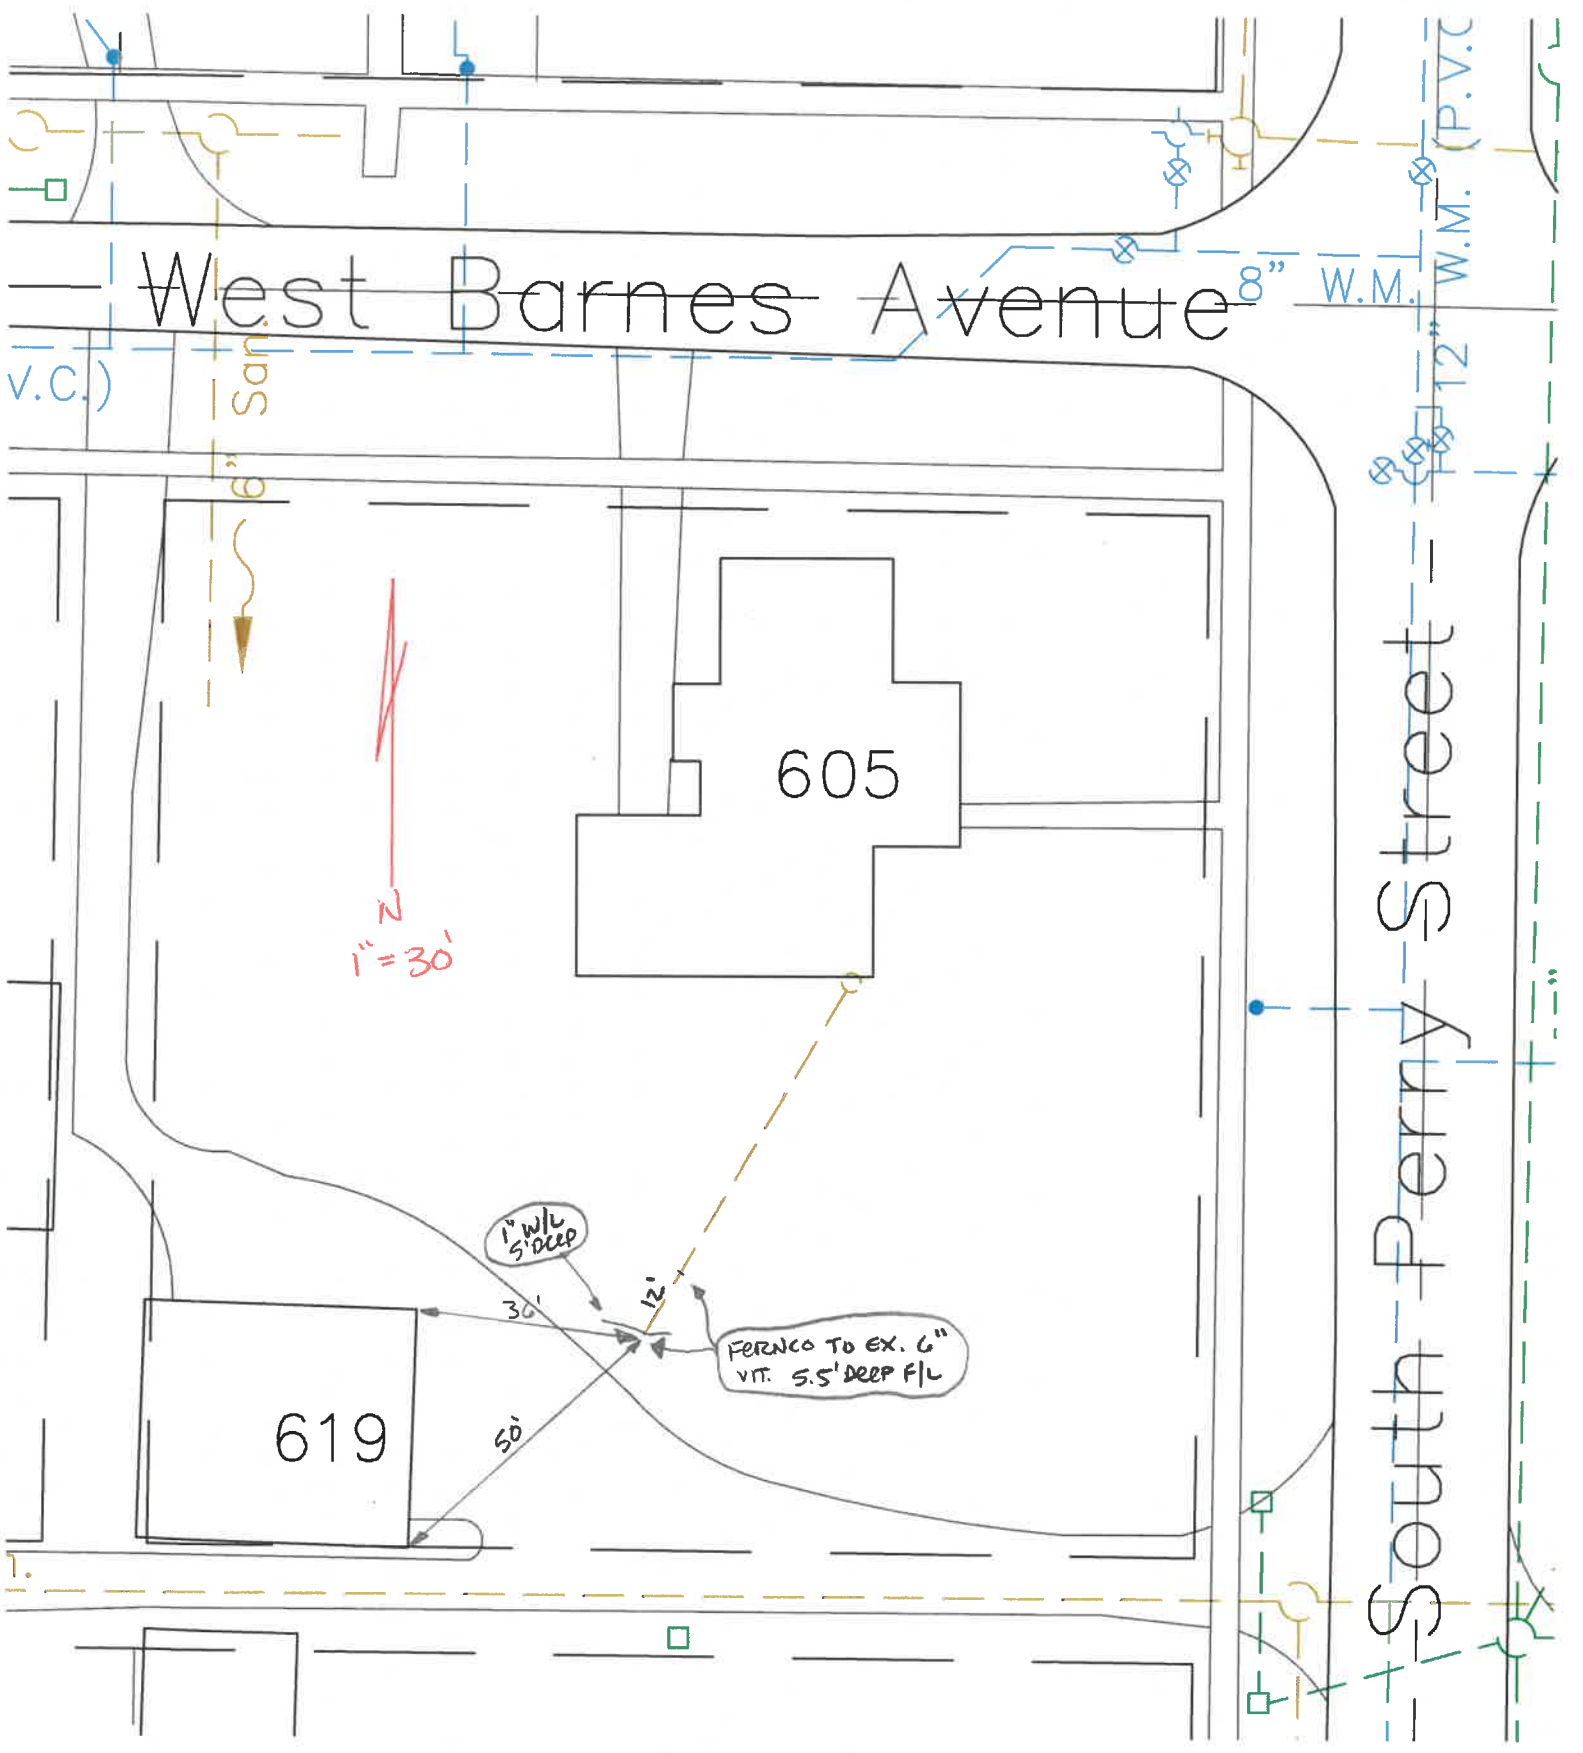 W.M. (P.V.C
West Barnes Avenue
8" W.M.
12"
V.C.)
6" San.
605
N
1"=30'
South Perry Street
1" W/L
5' DEEP
36'
12'
FERNCO TO EX. 6"
VIT. 5.5' DEEP F/L
50'
619